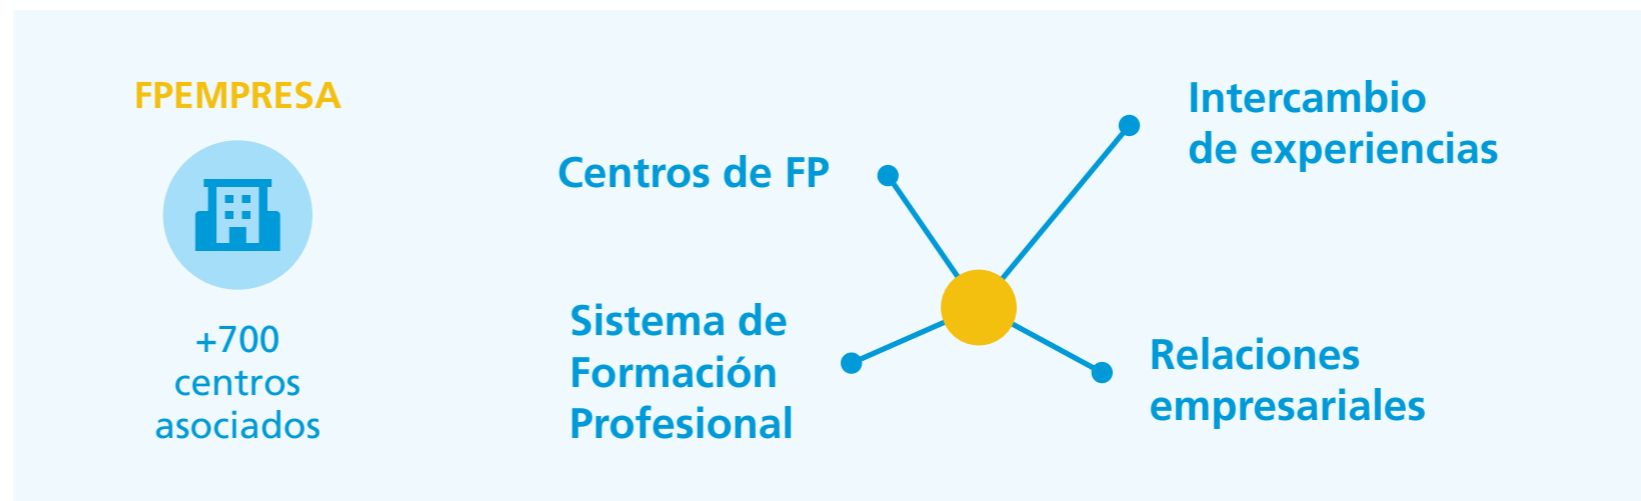 FPEMPRESA
+700
centros
asociados
Centros de FP
Sistema de
Formación
Profesional
Intercambio
de experiencias
Relaciones
empresariales